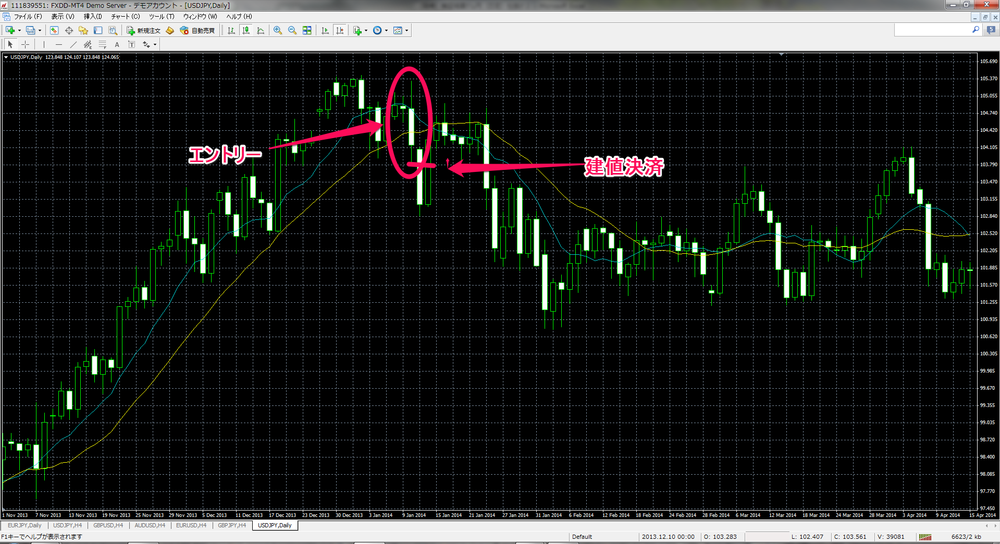 111839551: FXDD-MT4 Demo Server - デモアカウント - [USDJPY,Daily]
ファイル (F) 表示 (V) 挿入(I) チャート (C) ツール (T) ウィンドウ (W) ヘルプ (H)
新規注文 自動売買 5
A T
USDJPY,Daily 123.848 124.107 123.848 124.065
105.690
105.370
105.055
104.740
104.420
104.105
103.790
103.470
103.155
102.840
102.520
102.205
101.885
101.570
101.255
100.935
100.620
100.305
99.985
99.670
99.355
99.035
98.720
98.400
98.085
97.770
97.450
エントリー
建値決済
1 Nov 2013 7 Nov 2013 13 Nov 2013 19 Nov 2013 25 Nov 2013 29 Nov 2013 5 Dec 2013 11 Dec 2013 17 Dec 2013 23 Dec 2013 30 Dec 2013 3 Jan 2014 9 Jan 2014 15 Jan 2014 21 Jan 2014 27 Jan 2014 31 Jan 2014 6 Feb 2014 12 Feb 2014 18 Feb 2014 24 Feb 2014 28 Feb 2014 6 Mar 2014 12 Mar 2014 18 Mar 2014 24 Mar 2014 28 Mar 2014 3 Apr 2014 9 Apr 2014 15 Apr 2014
EURJPY,Daily USDJPY,H4 GBPUSD,H4 AUDUSD,H4 EURUSD,H4 GBPJPY,H4 USDJPY,Daily
F1キーでヘルプが表示されます Default 2013.12.10 00:00 O: 103.283 L: 102.407 C: 103.561 V: 39081 6623/2 kb